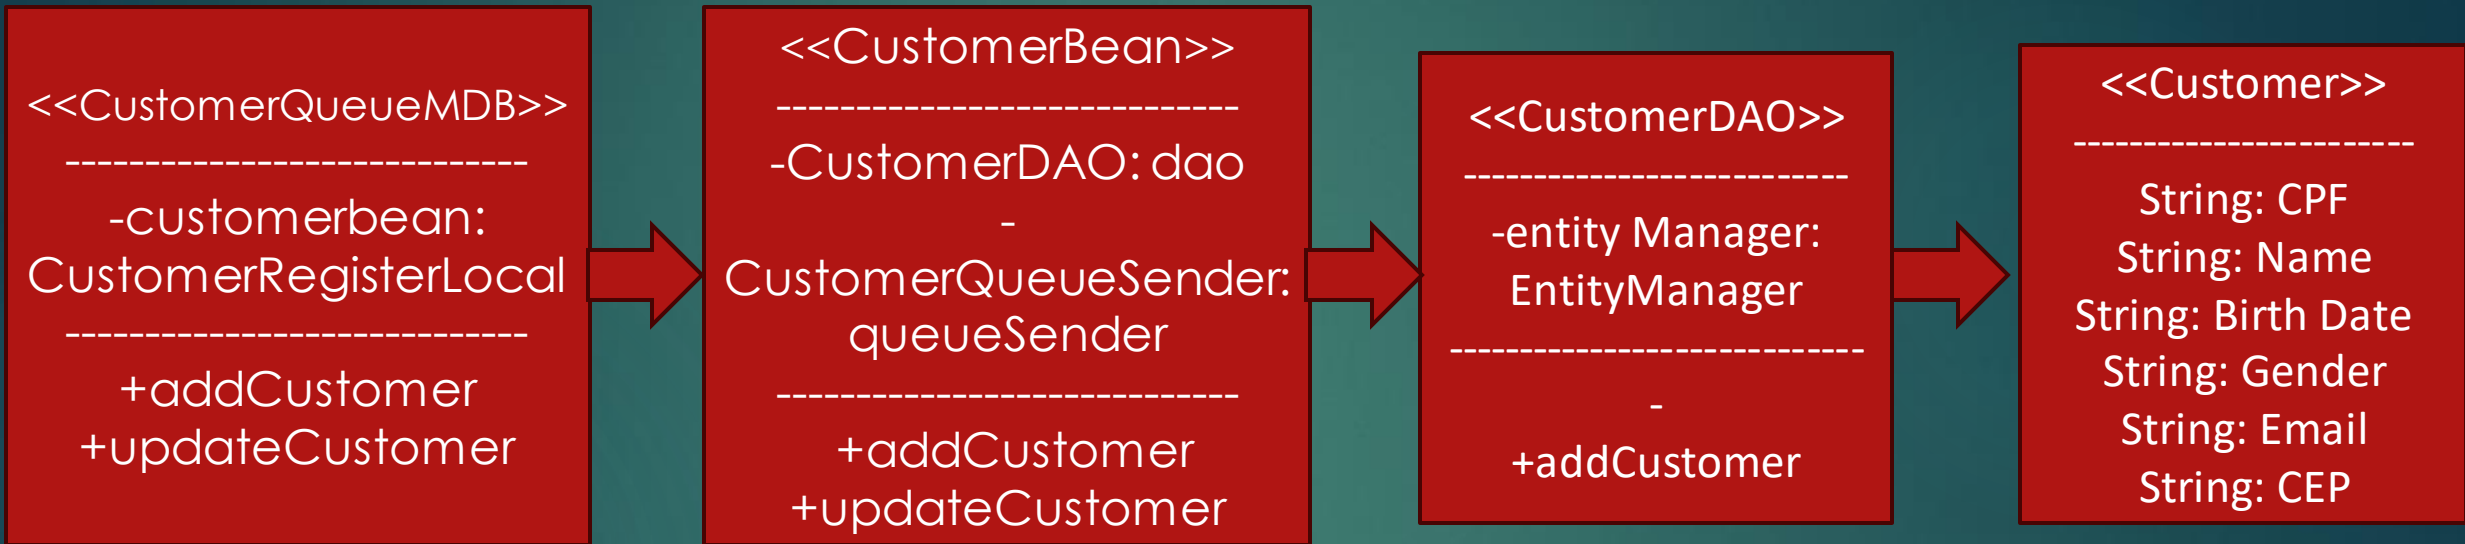 <<CustomerQueueMDB>>
-----------------------------
-customerbean:
CustomerRegisterLocal
-----------------------------
+addCustomer
+updateCustomer
<<CustomerBean>>
-----------------------------
-CustomerDAO: dao
-
CustomerQueueSender:
queueSender
-----------------------------
+addCustomer
+updateCustomer
<<CustomerDAO>>
---------------------------
-entity Manager:
EntityManager
-----------------------------
-
+addCustomer
<<Customer>>
------------------------
String: CPF
String: Name
String: Birth Date
String: Gender
String: Email
String: CEP